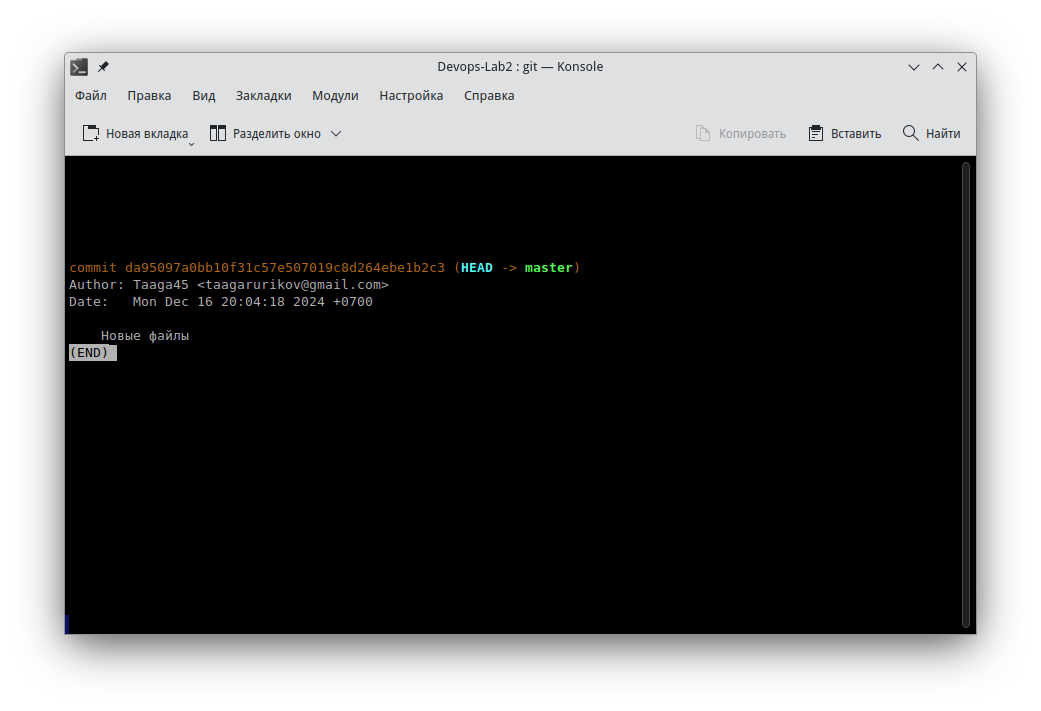 Devops-Lab2 : git — Konsole
Файл Правка Вид Закладки Модули Настройка Справка
Новая вкладка Разделить окно Копировать Вставить Найти
commit da95097a0bb10f31c57e507019c8d264ebe1b2c3 (HEAD -> master)
Author: Taaga45 <taagarurikov@gmail.com>
Date:   Mon Dec 16 20:04:18 2024 +0700
Новые файлы
(END)